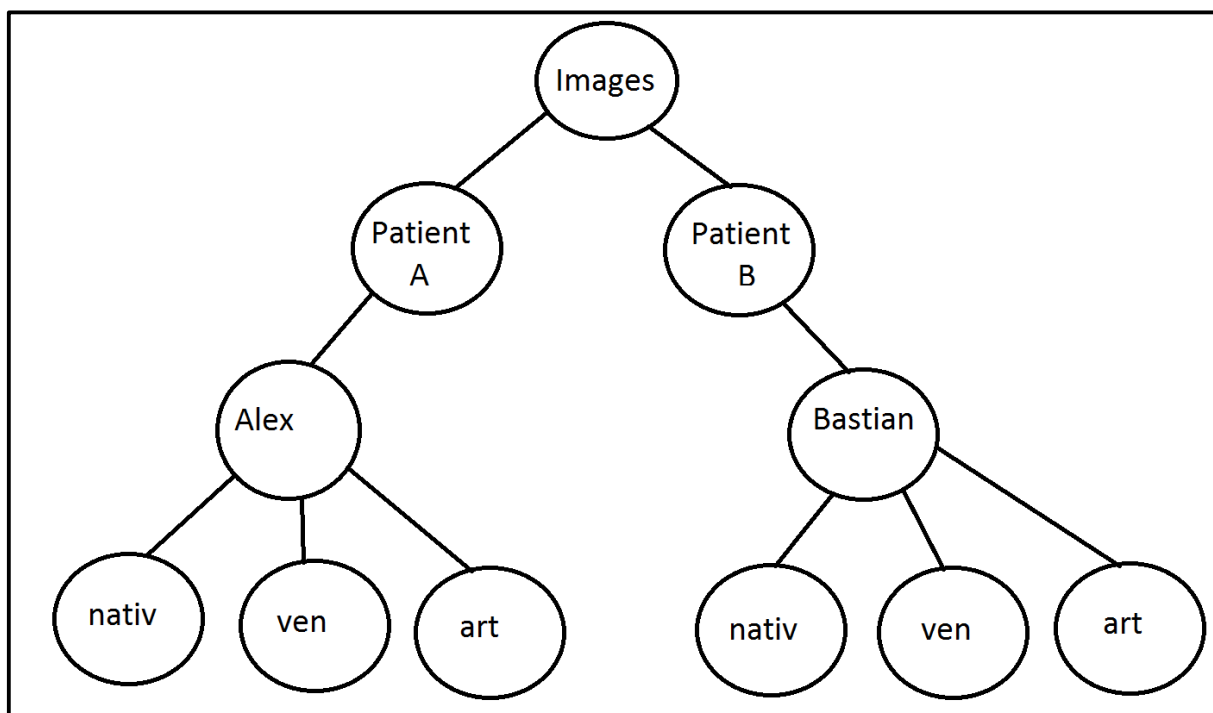 Images
Patient
A
Patient
B
Alex
Bastian
nativ
ven
art
nativ
ven
art